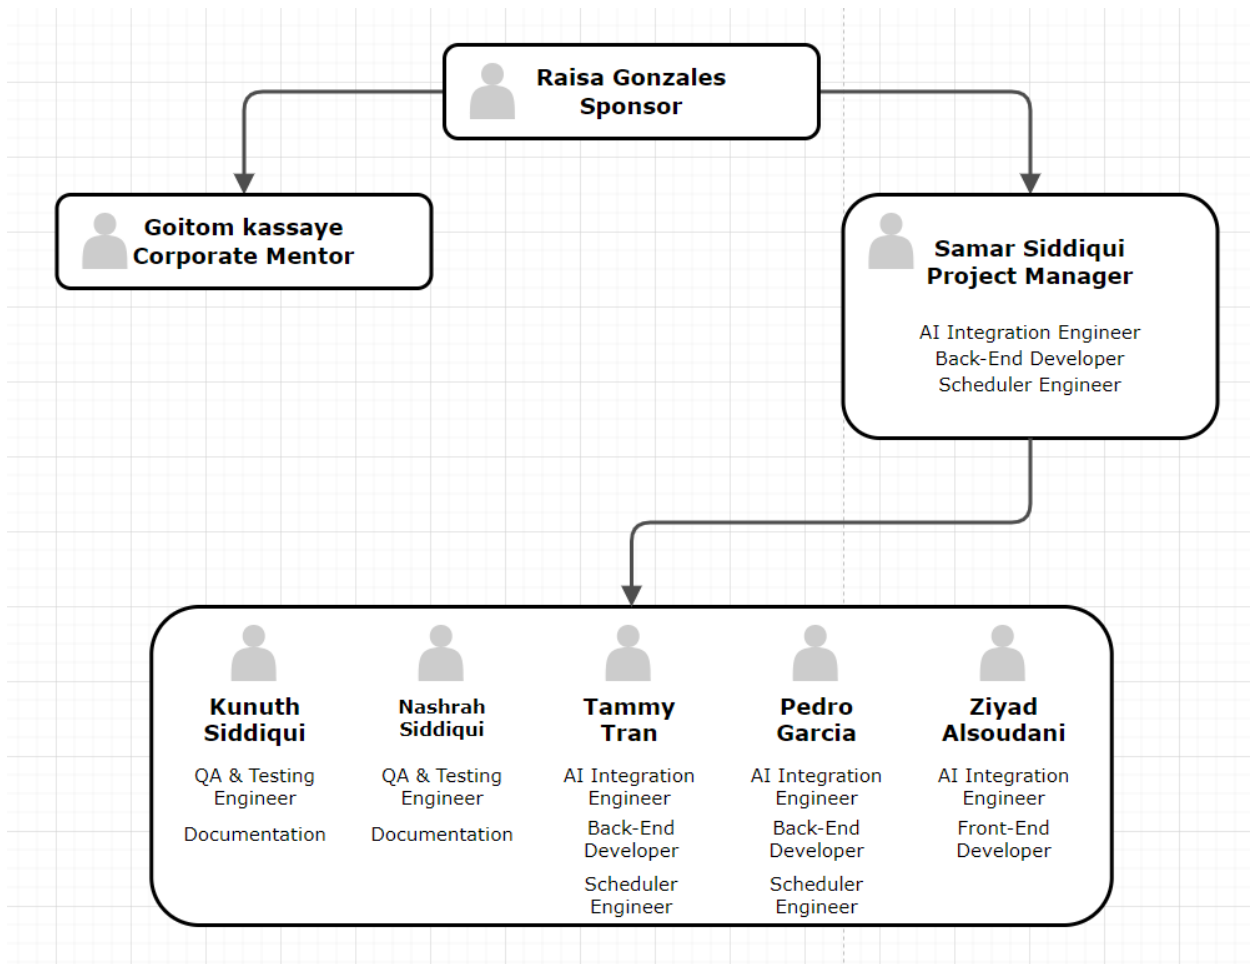 Raisa Gonzales
Sponsor
Goitom kassaye
Corporate Mentor
Samar Siddiqui
Project Manager
AI Integration Engineer
Back-End Developer
Scheduler Engineer
Kunuth
Siddiqui
QA & Testing
Engineer
Documentation
Nashrah
Siddiqui
QA & Testing
Engineer
Documentation
Tammy
Tran
AI Integration
Engineer
Back-End
Developer
Scheduler
Engineer
Pedro
Garcia
AI Integration
Engineer
Back-End
Developer
Scheduler
Engineer
Ziyad
Alsoudani
AI Integration
Engineer
Front-End
Developer